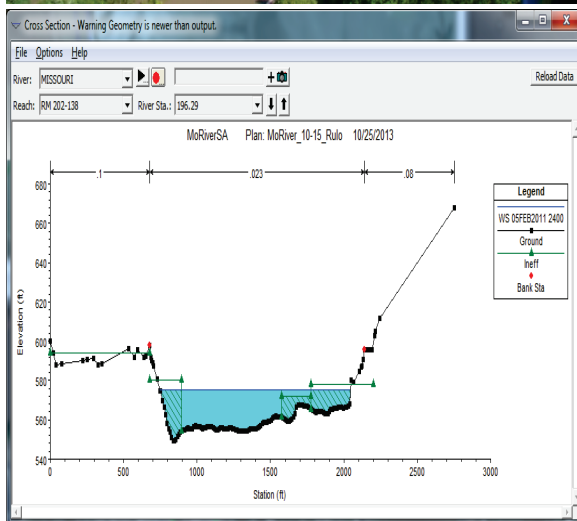 Cross Section - Warning Geometry is newer than output.
File Options Help
River: MISSOURI
Reload Data
Reach: RM 202-138 River Sta.: 196.29
MoRiverSA Plan: MoRiver_10-15_Rulo 10/25/2013
.1 .023 .08
Legend
WS 05FEB2011 2400
Ground
Ineff
Bank Sta
Elevation (ft)
680
660
640
620
600
580
560
540
0 500 1000 1500 2000 2500 3000
Station (ft)